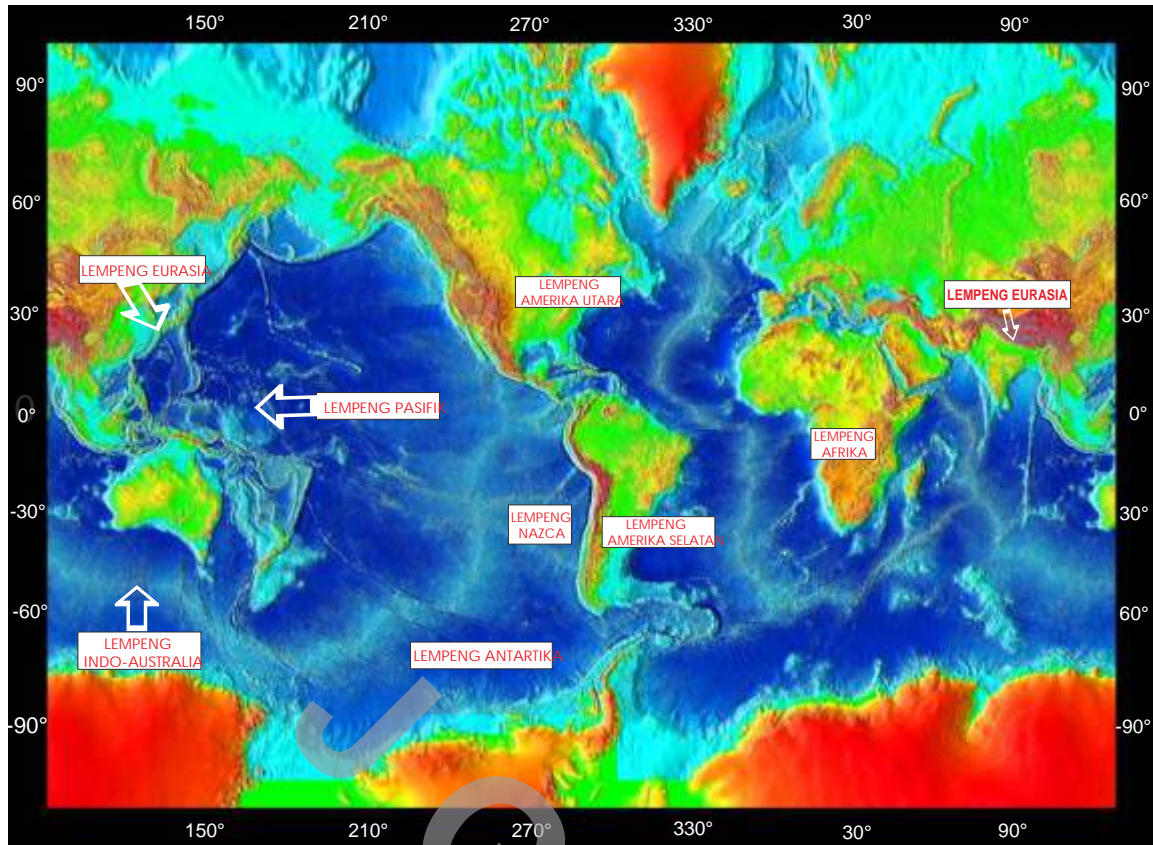 150° 210° 270° 330° 30° 90°
90° 90°
60° 60°
LEMPENG EURASIA
LEMPENG
AMERIKA UTARA
LEMPENG EURASIA
30° 30°
LEMPENG PASIFIK
0° 0°
LEMPENG
AFRIKA
-30° 30°
LEMPENG
NAZCA
LEMPENG
AMERIKA SELATAN
-60° 60°
LEMPENG
INDO-AUSTRALIA
LEMPENG ANTARTIKA
-90° -90°
150° 210° 270° 330° 30° 90°